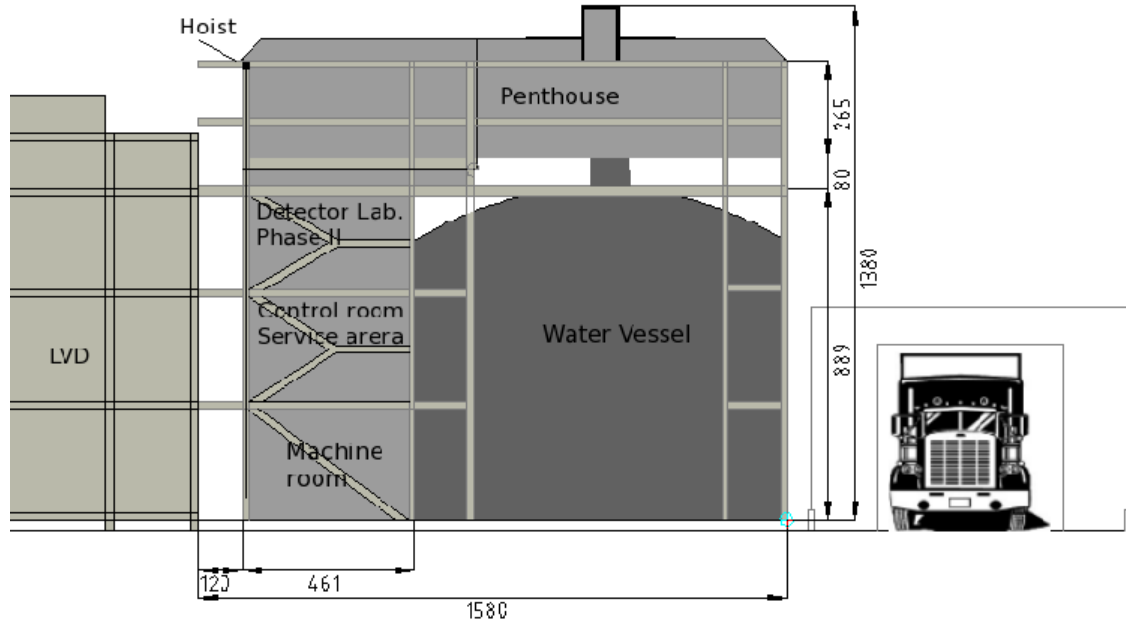 Hoist
Penthouse
265
80
1380
Detector Lab.
Phase II
Control room
Service arera
LVD
Water Vessel
889
Machine
room
120
461
1580